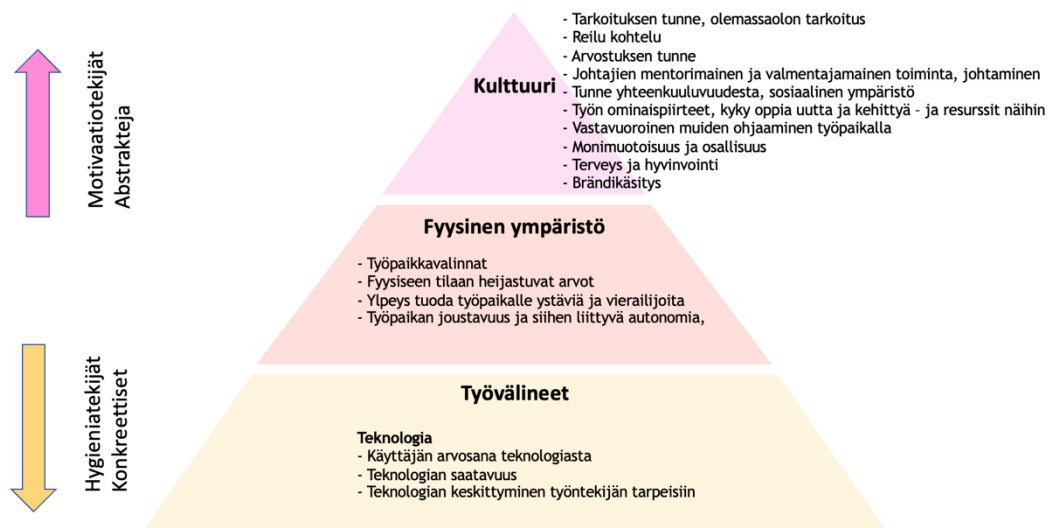 Motivaatiotekijät
Abstrakteja
Hygieniatekijät
Konkreettiset
Kulttuuri
- Tarkoituksen tunne, olemassaolon tarkoitus
- Reilu kohtelu
- Arvostuksen tunne
- Johtajien mentorimainen ja valmentajamainen toiminta, johtaminen
- Tunne yhteenkuuluvuudesta, sosiaalinen ympäristö
- Työn ominaispiirteet, kyky oppia uutta ja kehittyä – ja resurssit näihin
- Vastavuoroinen muiden ohjaaminen työpaikalla
- Monimuotoisuus ja osallisuus
- Terveys ja hyvinvointi
- Brändikäsitys
Fyysinen ympäristö
- Työpaikkavalinnat
- Fyysiseen tilaan heijastuvat arvot
- Ylpeys tuoda työpaikalle ystäviä ja vierailijoita
- Työpaikan joustavuus ja siihen liittyvä autonomia,
Työvälineet
Teknologia
- Käyttäjän arvosana teknologiasta
- Teknologian saatavuus
- Teknologian keskittyminen työntekijän tarpeisiin